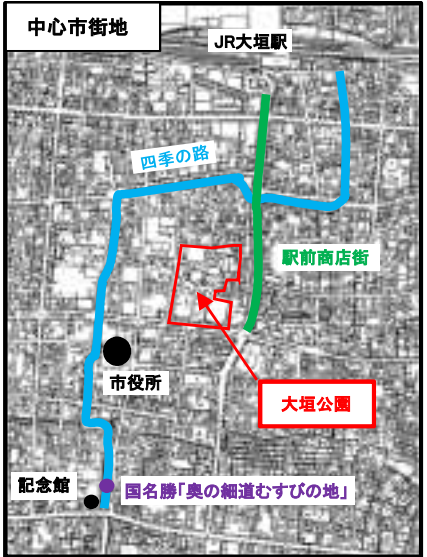 中心市街地
JR大垣駅
四季の路
駅前商店街
市役所
大垣公園
記念館
国名勝「奥の細道むすびの地」